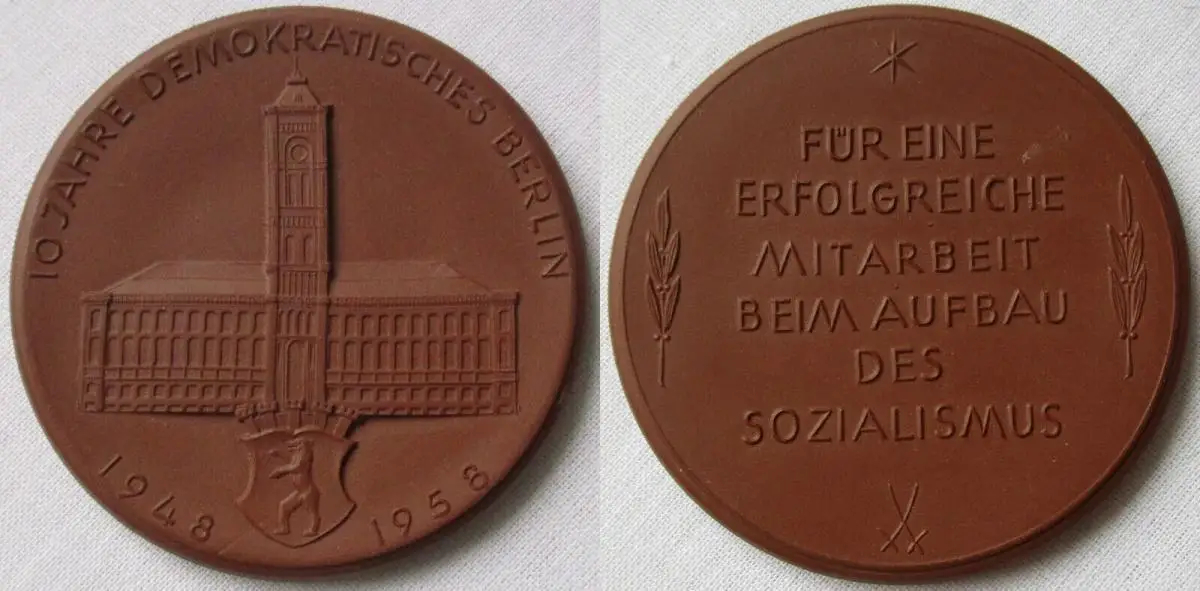 10 JAHRE DEMOKRATISCHES BERLIN
1948 1958
FÜR EINE
ERFOLGREICHE
MITARBEIT
BEIM AUFBAU
DES
SOZIALISMUS